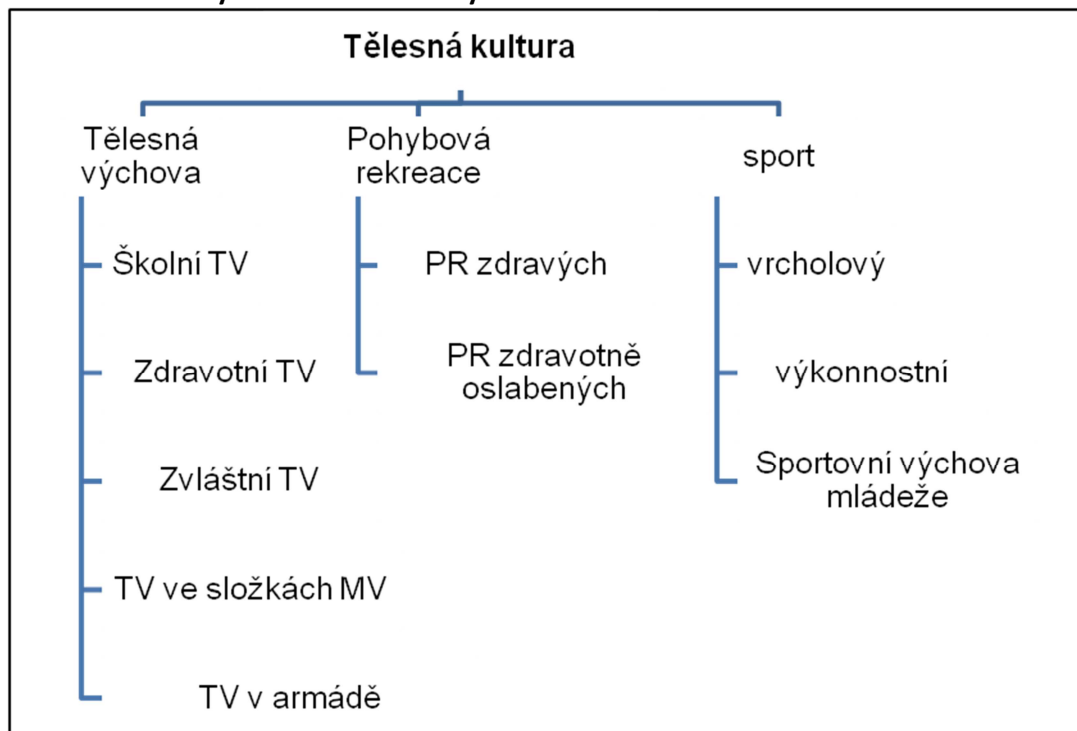 Tělesná kultura
Tělesná
výchova
Školní TV
Zdravotní TV
Zvláštní TV
TV ve složkách MV
TV v armádě
Pohybová
rekreace
PR zdravých
PR zdravotně
oslabených
sport
vrcholový
výkonnostní
Sportovní výchova
mládeže